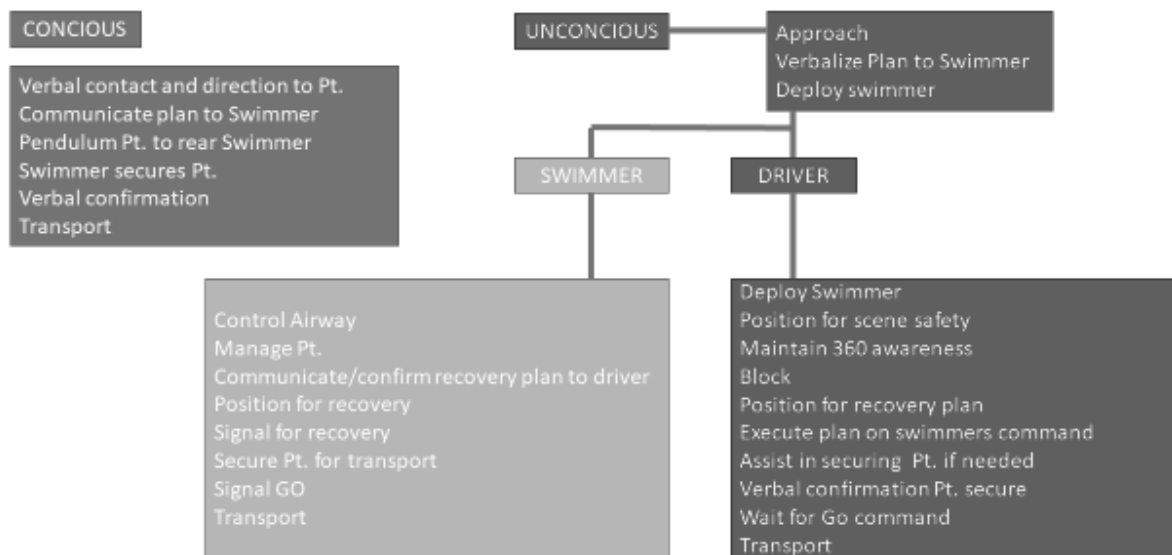 CONCIOUS
Verbal contact and direction to Pt.
Communicate plan to Swimmer
Pendulum Pt. to rear Swimmer
Swimmer secures Pt.
Verbal confirmation
Transport
UNCONCIOUS
Approach
Verbalize Plan to Swimmer
Deploy swimmer
SWIMMER
Control Airway
Manage Pt.
Communicate/confirm recovery plan to driver
Position for recovery
Signal for recovery
Secure Pt. for transport
Signal GO
Transport
DRIVER
Deploy Swimmer
Position for scene safety
Maintain 360 awareness
Block
Position for recovery plan
Execute plan on swimmers command
Assist in securing Pt. if needed
Verbal confirmation Pt. secure
Wait for Go command
Transport